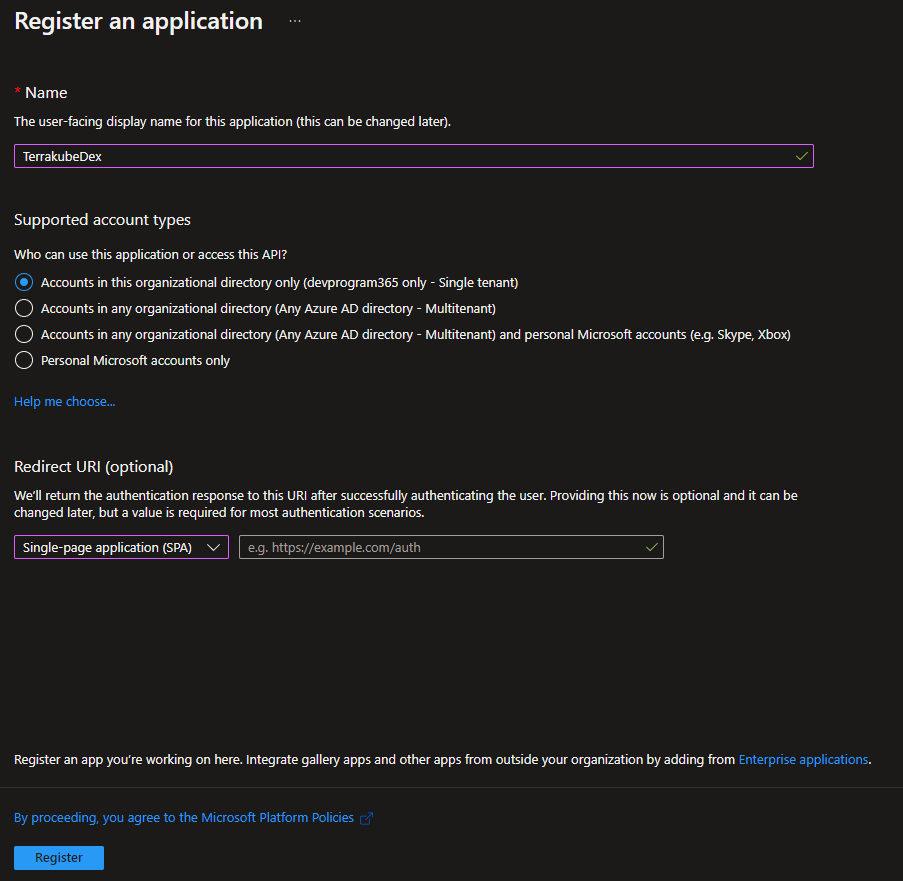 Register an application ...
* Name
The user-facing display name for this application (this can be changed later).
TerrakubeDex
Supported account types
Who can use this application or access this API?
Accounts in this organizational directory only (devprogram365 only - Single tenant)
Accounts in any organizational directory (Any Azure AD directory - Multitenant)
Accounts in any organizational directory (Any Azure AD directory - Multitenant) and personal Microsoft accounts (e.g. Skype, Xbox)
Personal Microsoft accounts only
Help me choose...
Redirect URI (optional)
We'll return the authentication response to this URI after successfully authenticating the user. Providing this now is optional and it can be
changed later, but a value is required for most authentication scenarios.
Single-page application (SPA) e.g. https://example.com/auth
Register an app you're working on here. Integrate gallery apps and other apps from outside your organization by adding from Enterprise applications.
By proceeding, you agree to the Microsoft Platform Policies
Register